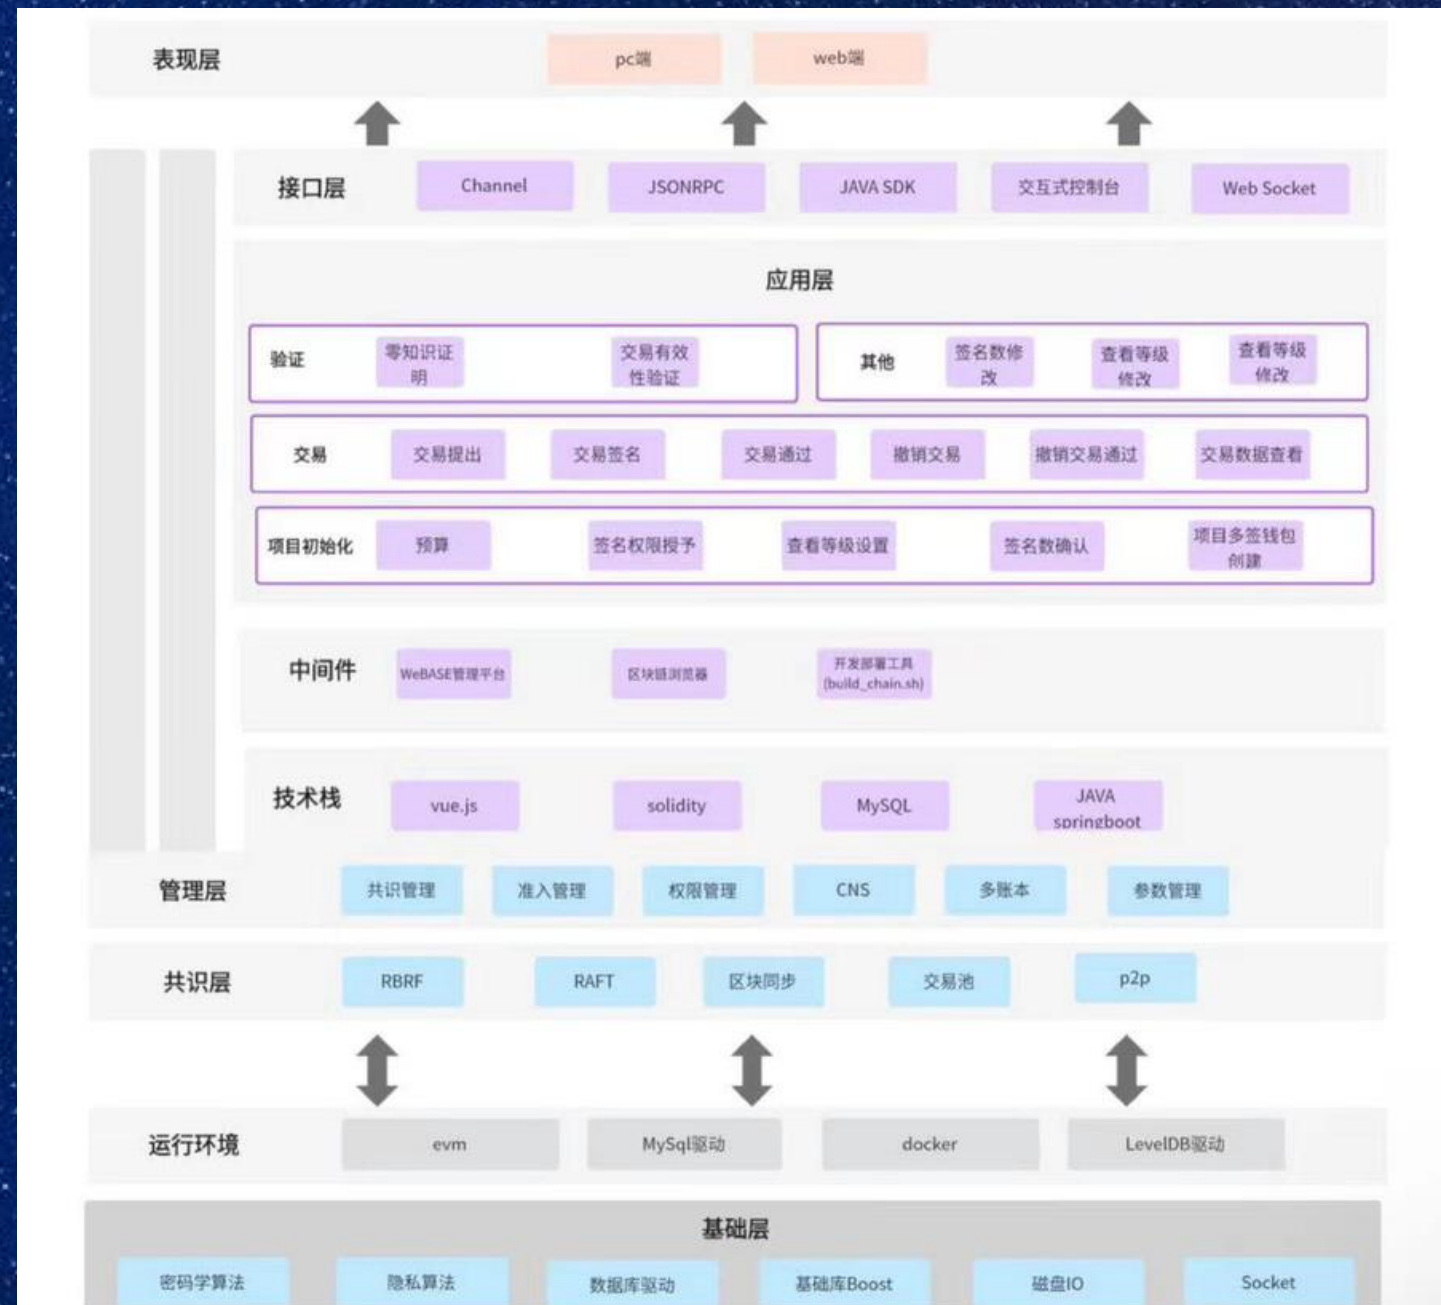 表现层
pc端
web端
接口层
Channel
JSONRPC
JAVA SDK
交互式控制台
Web Socket
应用层
验证
零知识证
明
交易有效
性验证
其他
签名数修
改
查看等级
修改
查看等级
修改
交易
交易提出
交易签名
交易通过
撤销交易
撤销交易通过
交易数据查看
项目初始化
预算
签名权限授予
查看等级设置
签名数确认
项目多签钱包
创建
中间件
WeBASE管理平台
区块链浏览器
开发部署工具
(build_chain.sh)
技术栈
vue.js
solidity
MySQL
JAVA
springboot
管理层
共识管理
准入管理
权限管理
CNS
多账本
参数管理
共识层
RBRF
RAFT
区块同步
交易池
p2p
运行环境
evm
MySql驱动
docker
LevelDB驱动
基础层
密码学算法
隐私算法
数据库驱动
基础库Boost
磁盘IO
Socket